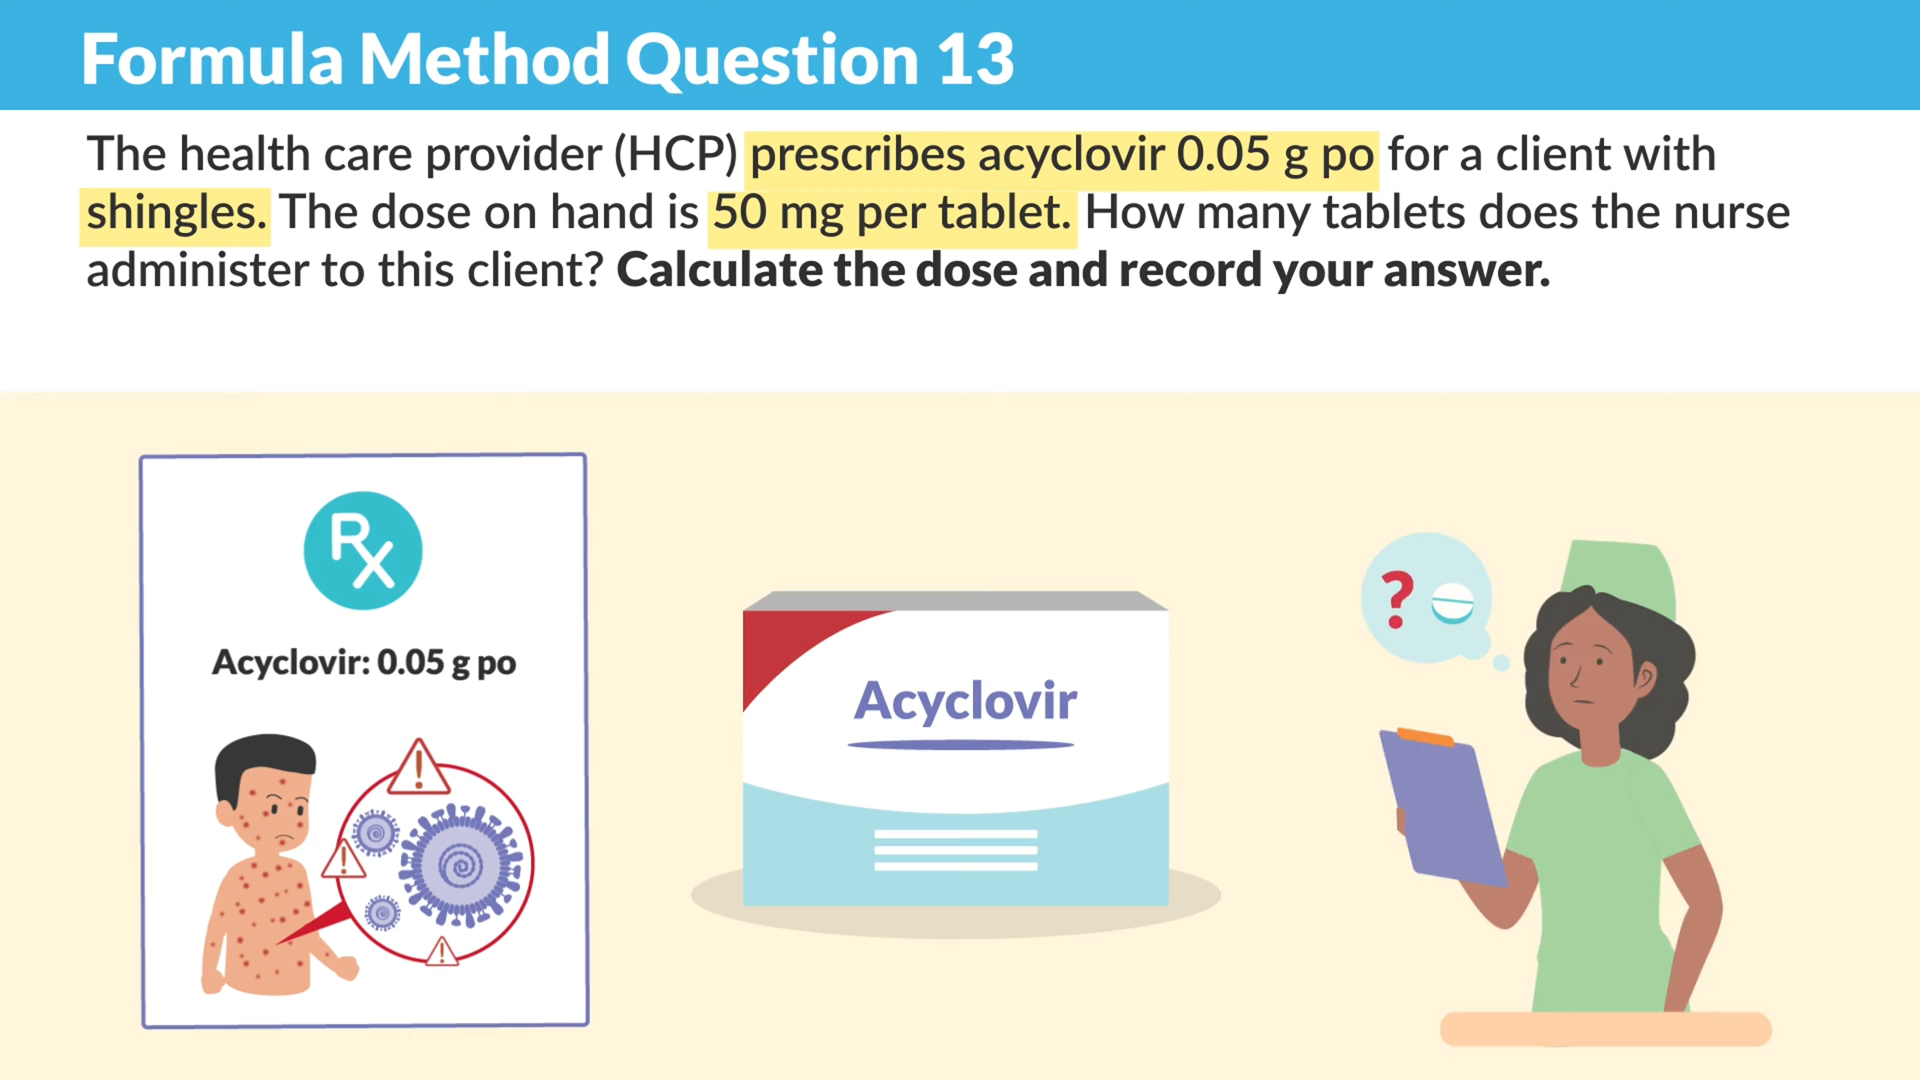 Formula Method Question 13
The health care provider (HCP) prescribes acyclovir 0.05 g po for a client with
shingles. The dose on hand is 50 mg per tablet. How many tablets does the nurse
administer to this client? Calculate the dose and record your answer.
Rx
Acyclovir: 0.05 g po
!
!
!
Acyclovir
?